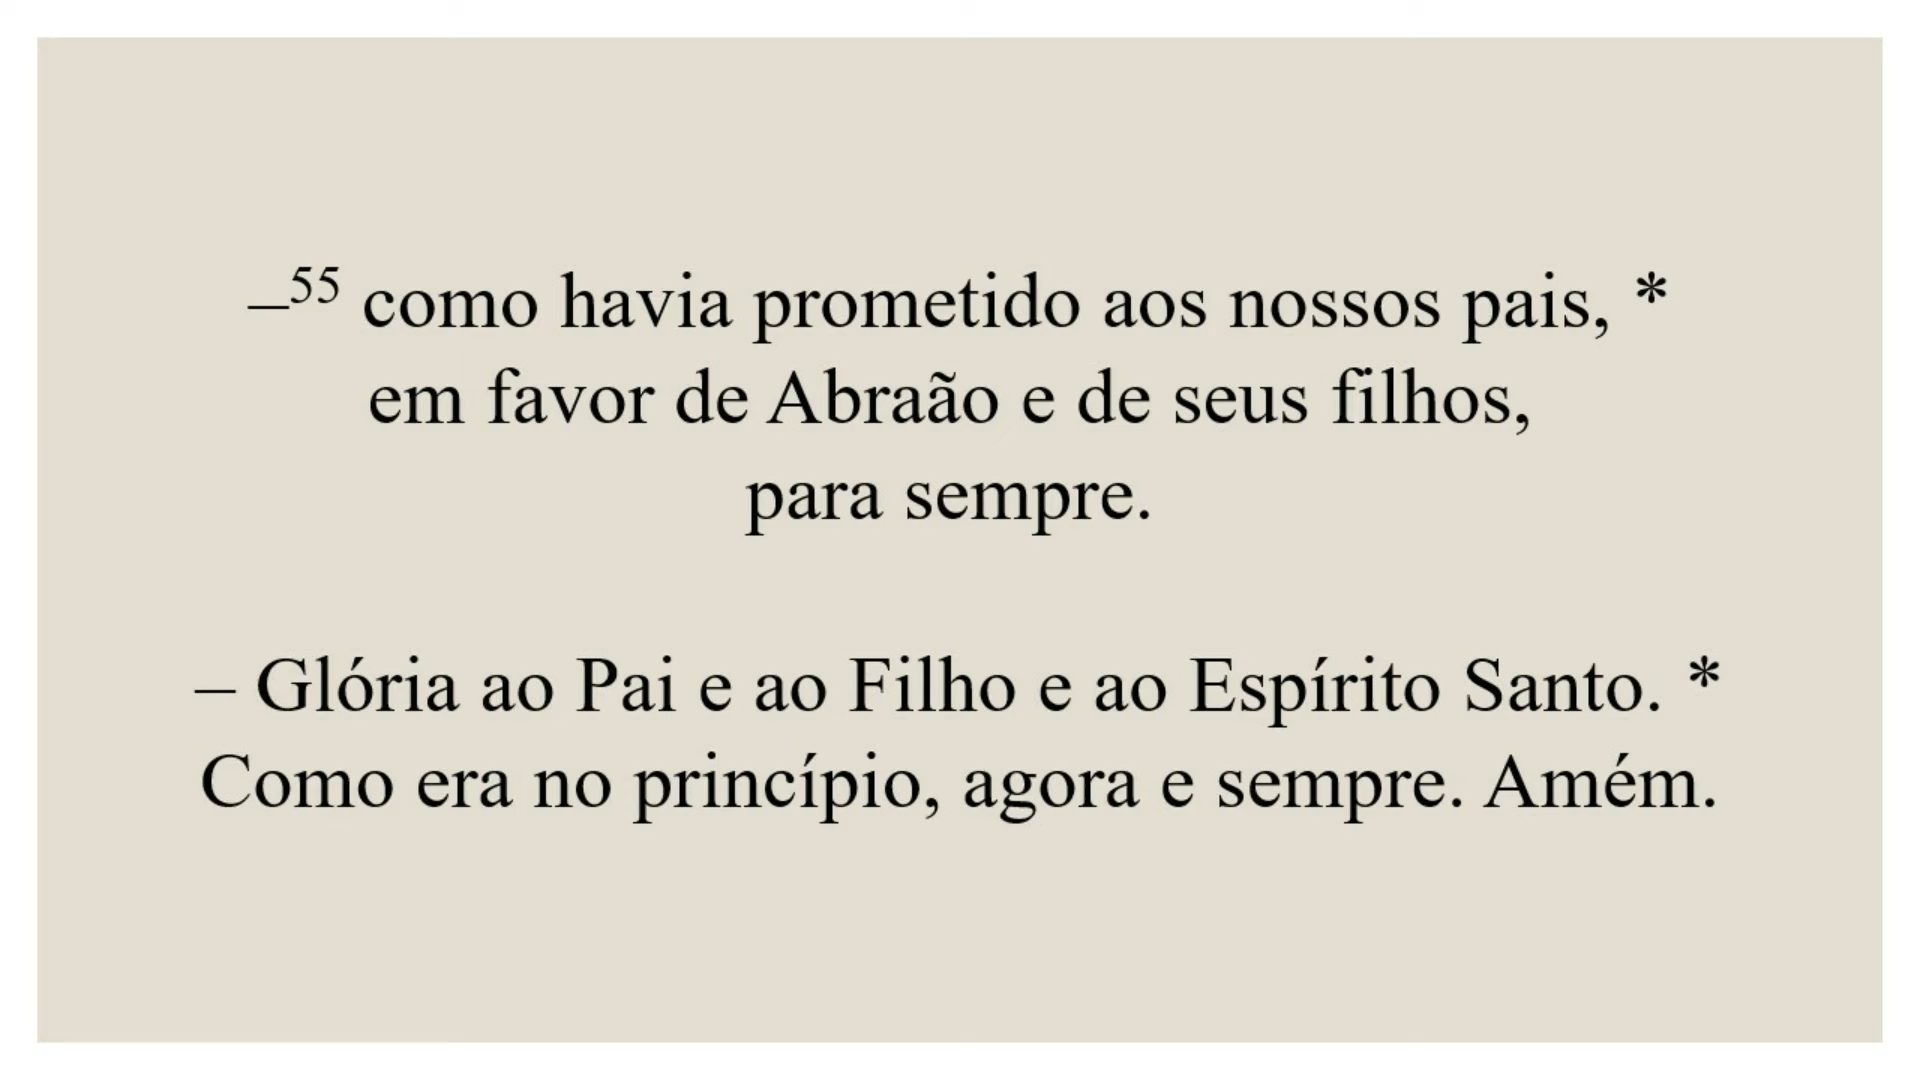 –⁵⁵ como havia prometido aos nossos pais, *
em favor de Abraão e de seus filhos,
para sempre.
– Glória ao Pai e ao Filho e ao Espírito Santo. *
Como era no princípio, agora e sempre. Amém.